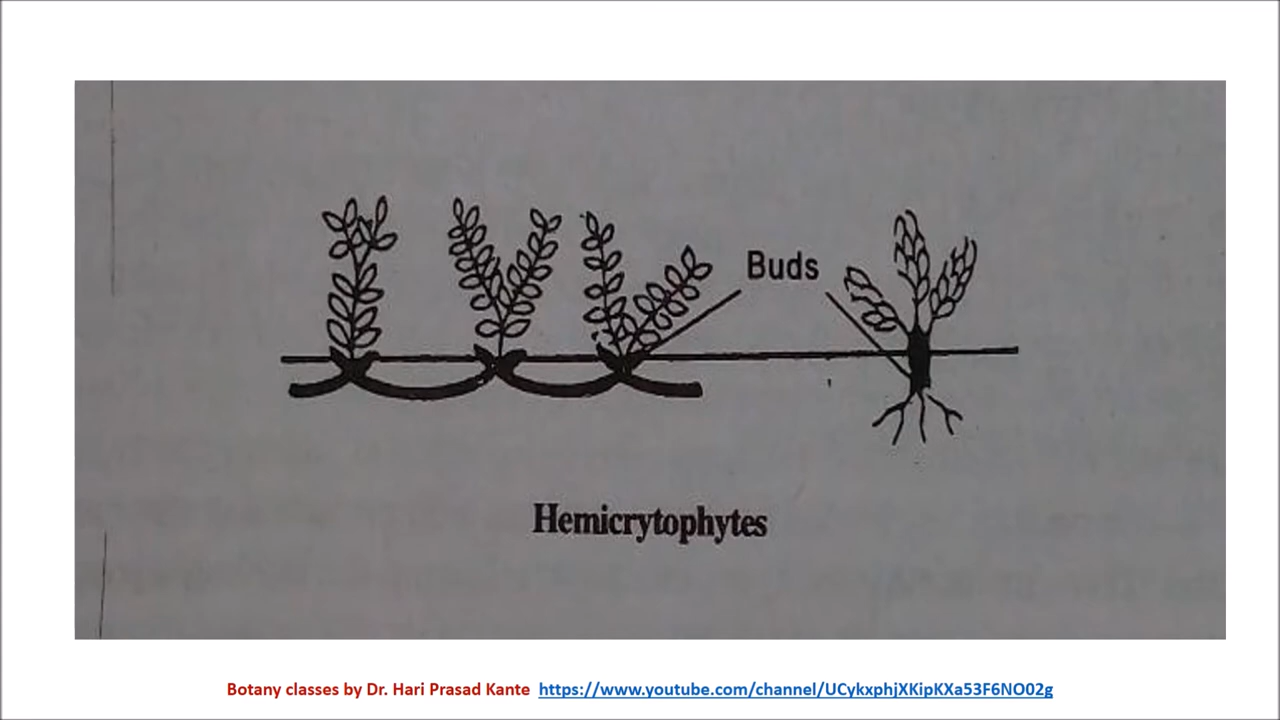 Buds
Hemicrytophytes
Botany classes by Dr. Hari Prasad Kante https://www.youtube.com/channel/UCykxphjXKipKXa53F6NO02g